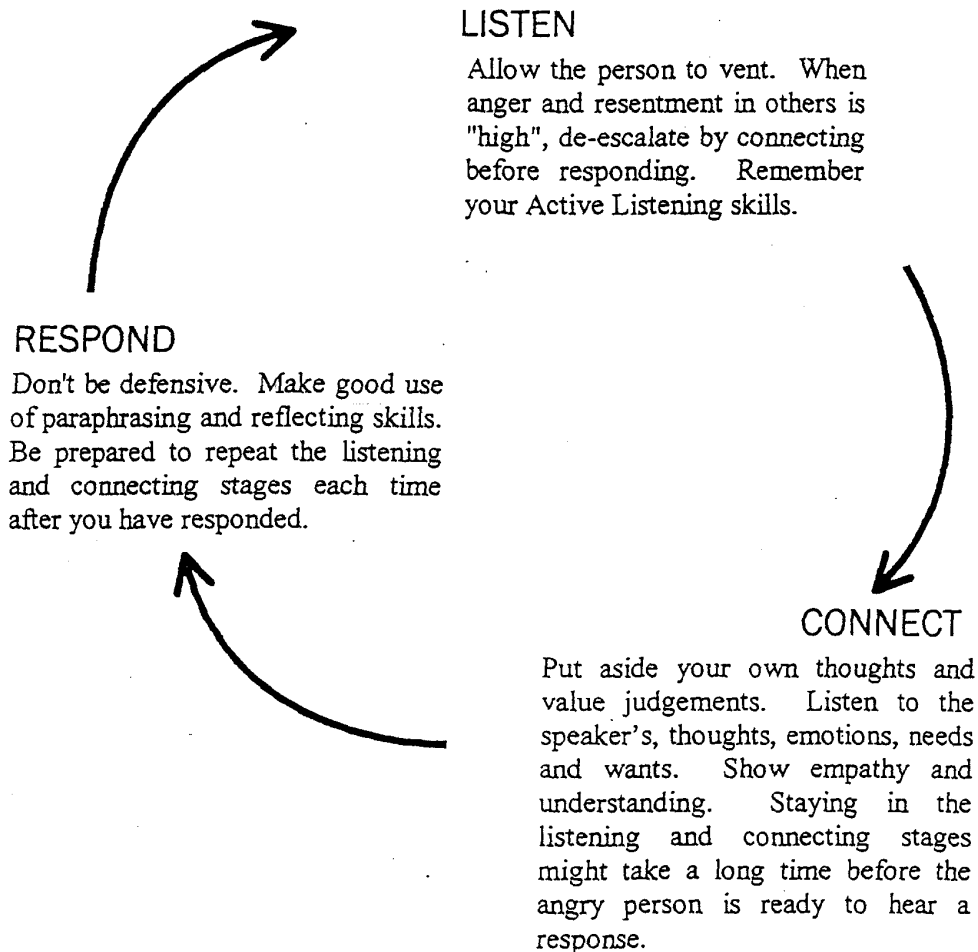 LISTEN
Allow the person to vent. When
anger and resentment in others is
"high", de-escalate by connecting
before responding. Remember
your Active Listening skills.
RESPOND
Don't be defensive. Make good use
of paraphrasing and reflecting skills.
Be prepared to repeat the listening
and connecting stages each time
after you have responded.
CONNECT
Put aside your own thoughts and
value judgements. Listen to the
speaker's, thoughts, emotions, needs
and wants. Show empathy and
understanding. Staying in the
listening and connecting stages
might take a long time before the
angry person is ready to hear a
response.